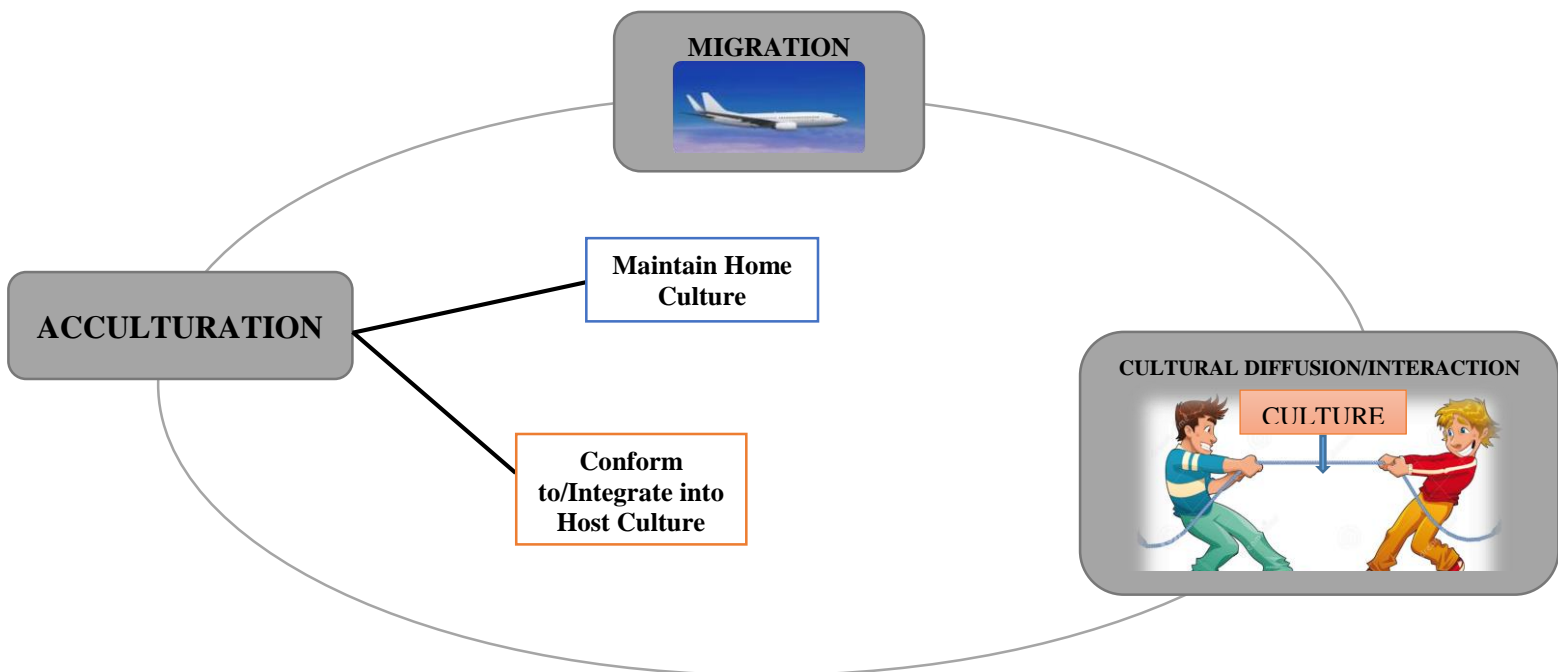 MIGRATION
Maintain Home
Culture
ACCULTURATION
CULTURAL DIFFUSION/INTERACTION
CULTURE
Conform
to/Integrate into
Host Culture